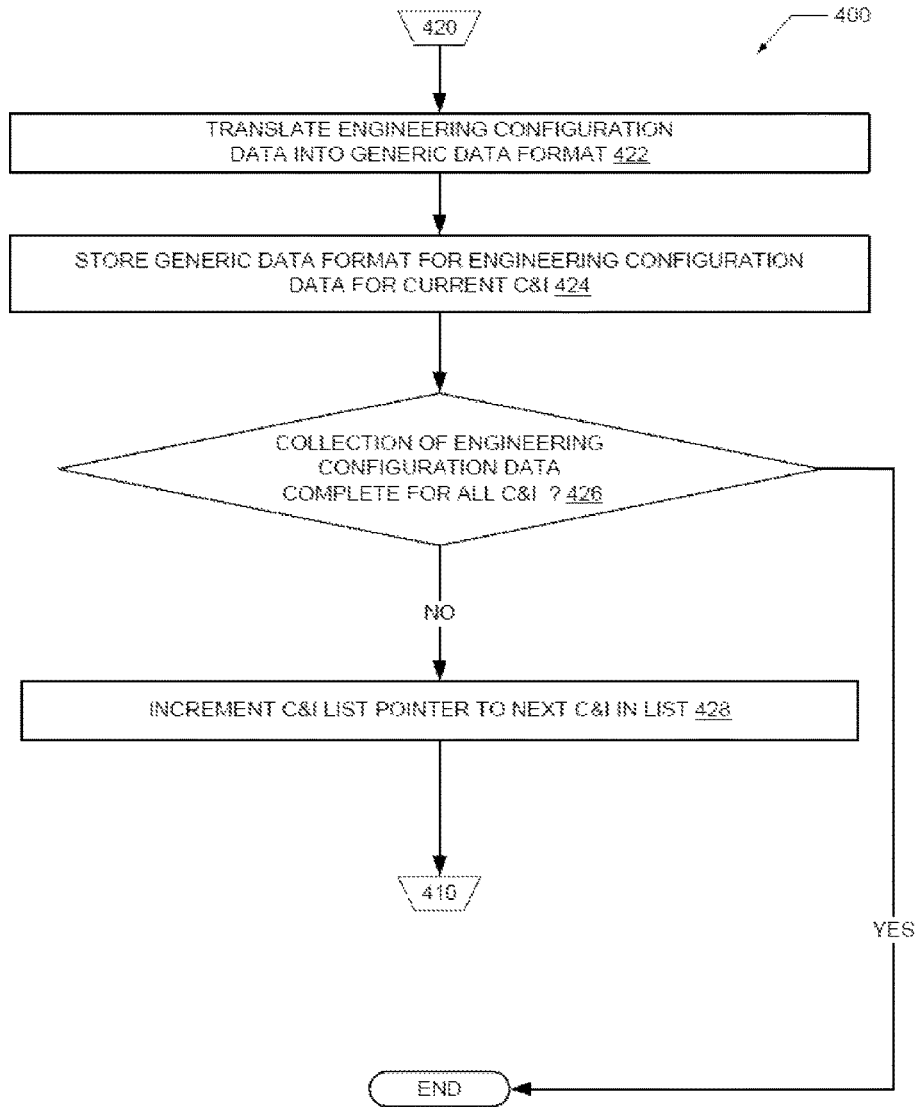 420
400
TRANSLATE ENGINEERING CONFIGURATION
DATA INTO GENERIC DATA FORMAT 422
STORE GENERIC DATA FORMAT FOR ENGINEERING CONFIGURATION
DATA FOR CURRENT C&I 424
COLLECTION OF ENGINEERING
CONFIGURATION DATA
COMPLETE FOR ALL C&I ? 426
NO
INCREMENT C&I LIST POINTER TO NEXT C&I IN LIST 428
410
YES
END